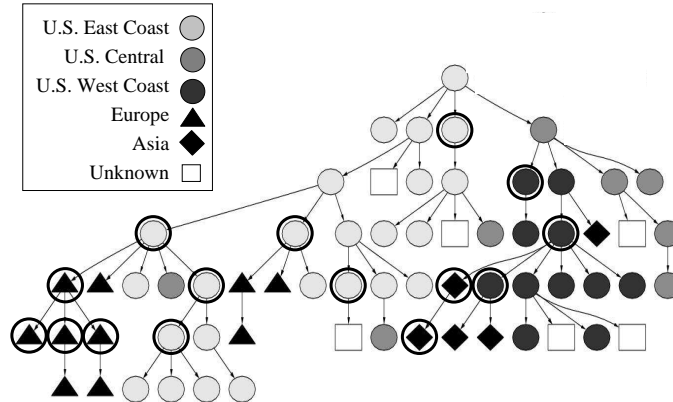 U.S. East Coast
U.S. Central
U.S. West Coast
Europe
Asia
Unknown